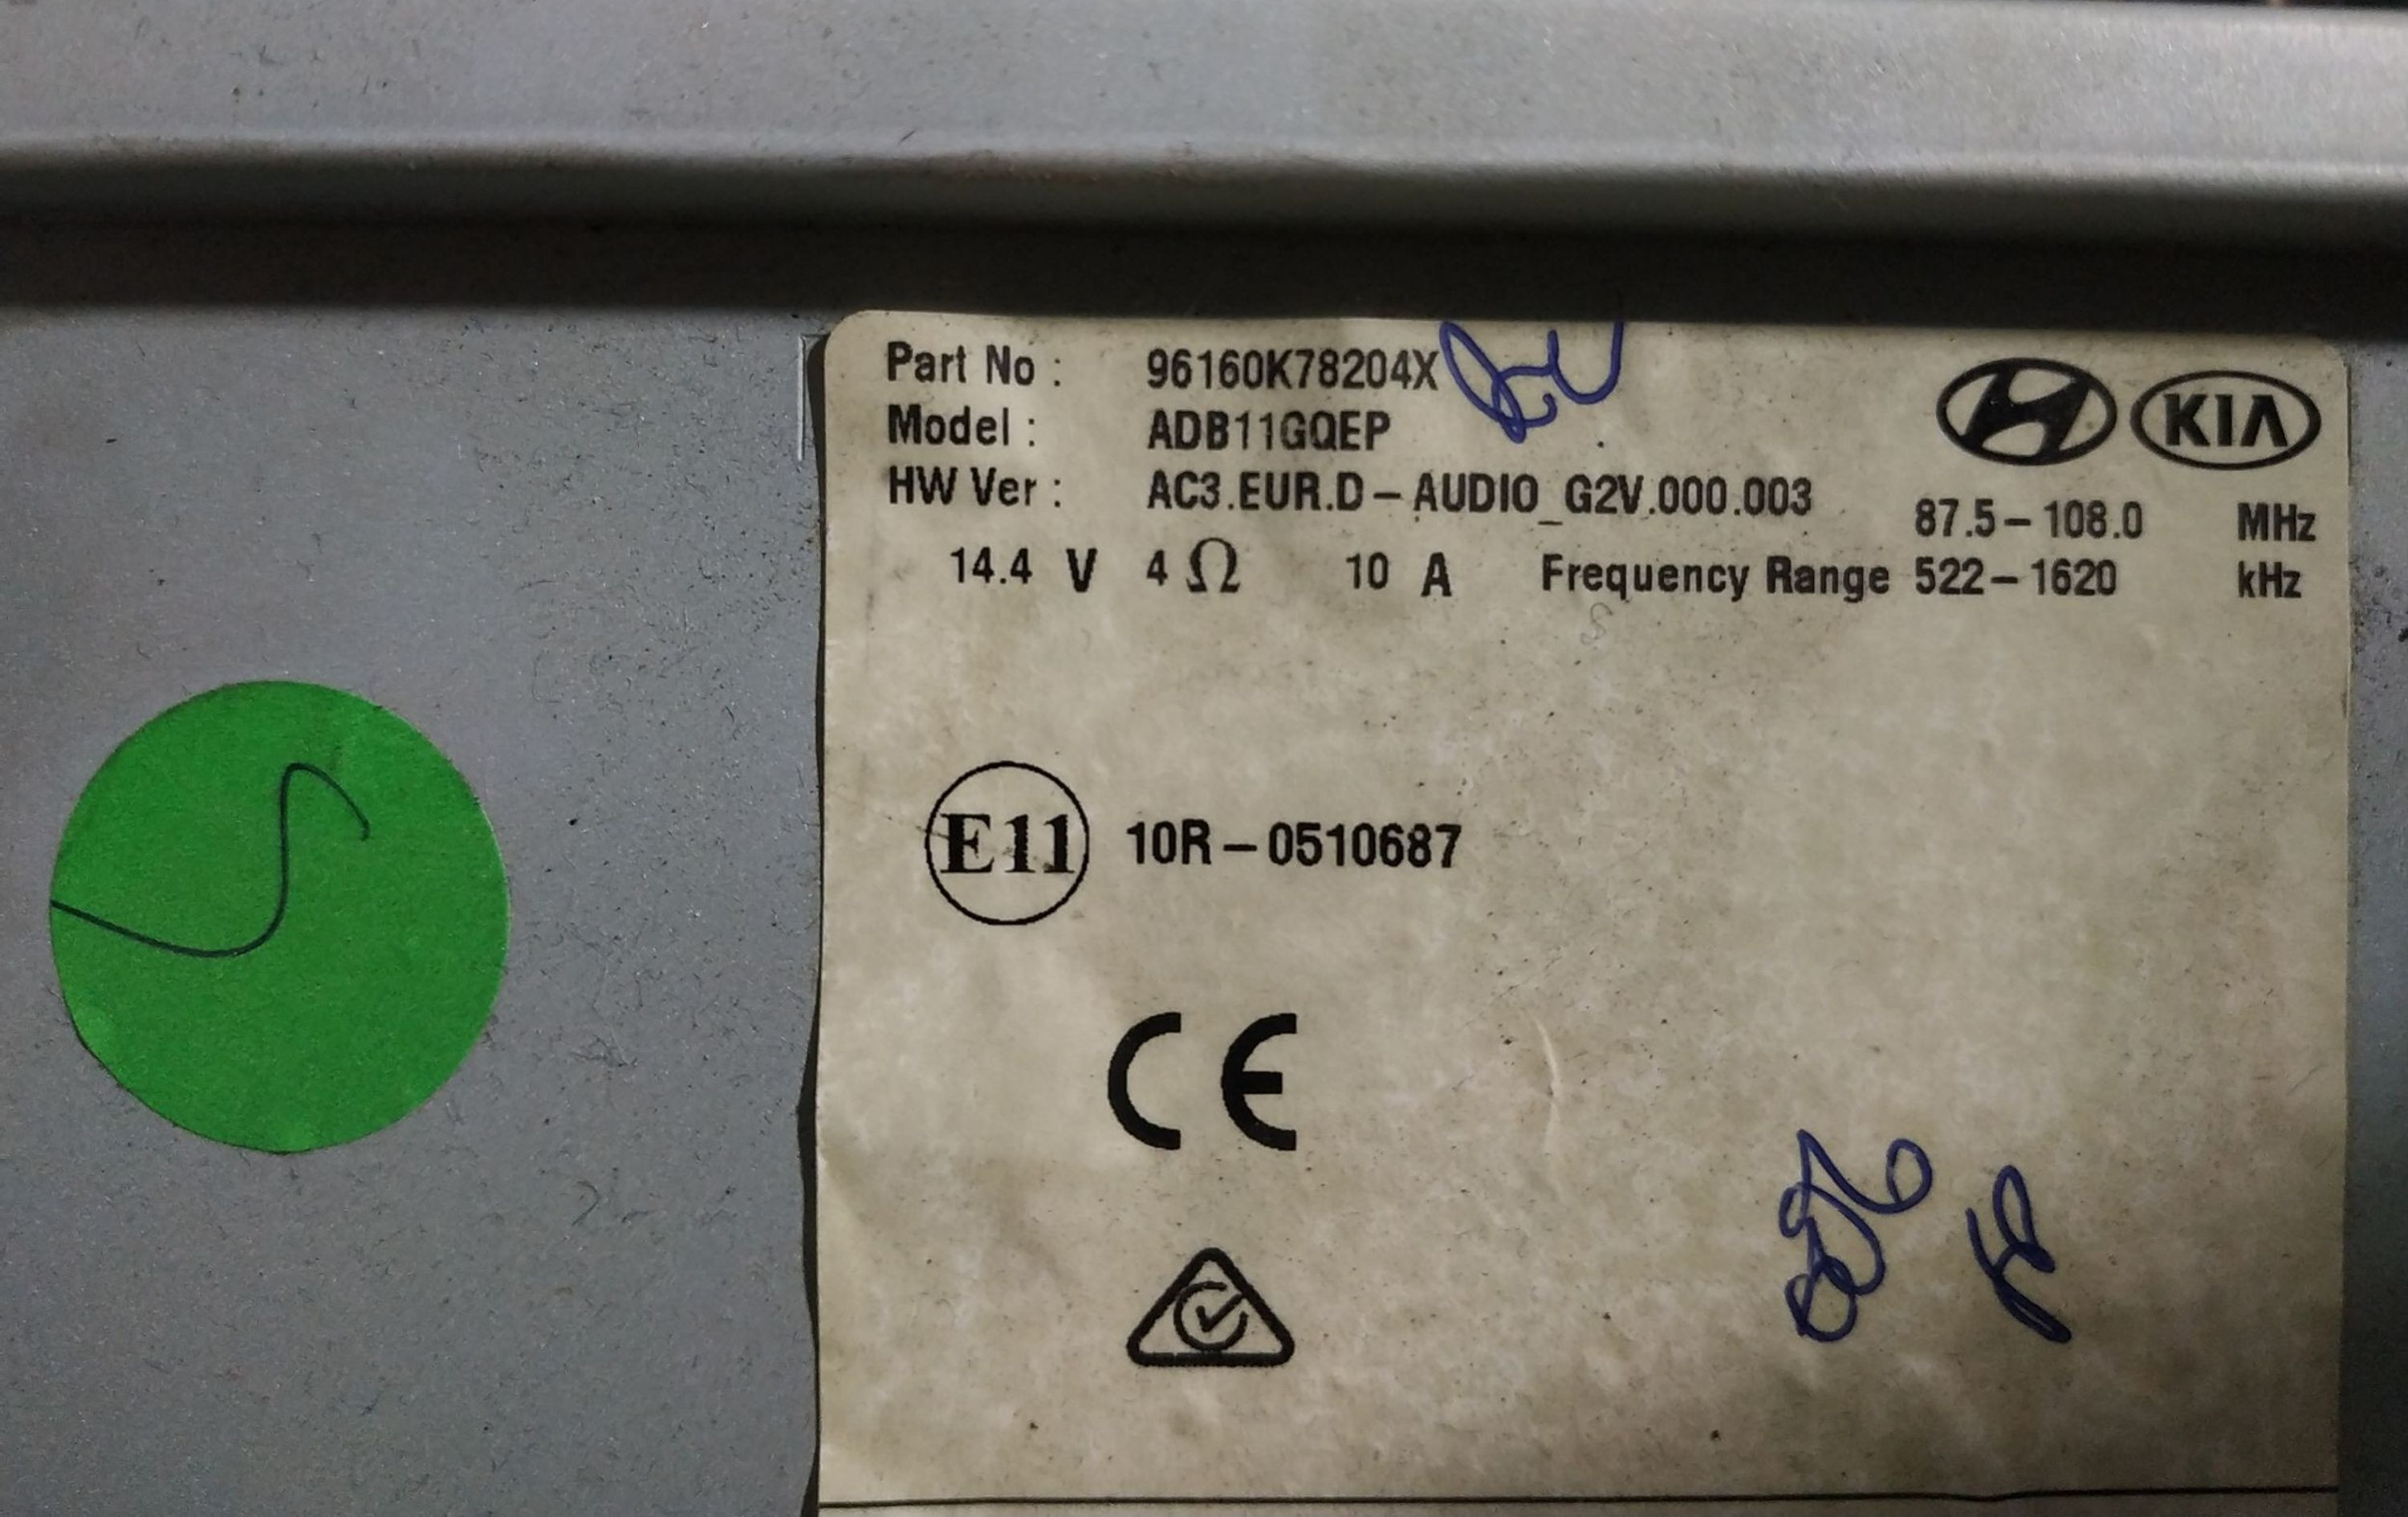 Part No : 96160K78204X
Model : ADB11GQEP
HW Ver : AC3.EUR.D-AUDIO_G2V.000.003
KIA
87.5-108.0 MHz
14.4 V 4 Ω 10 A Frequency Range 522-1620 kHz
E11 10R-0510687
CE